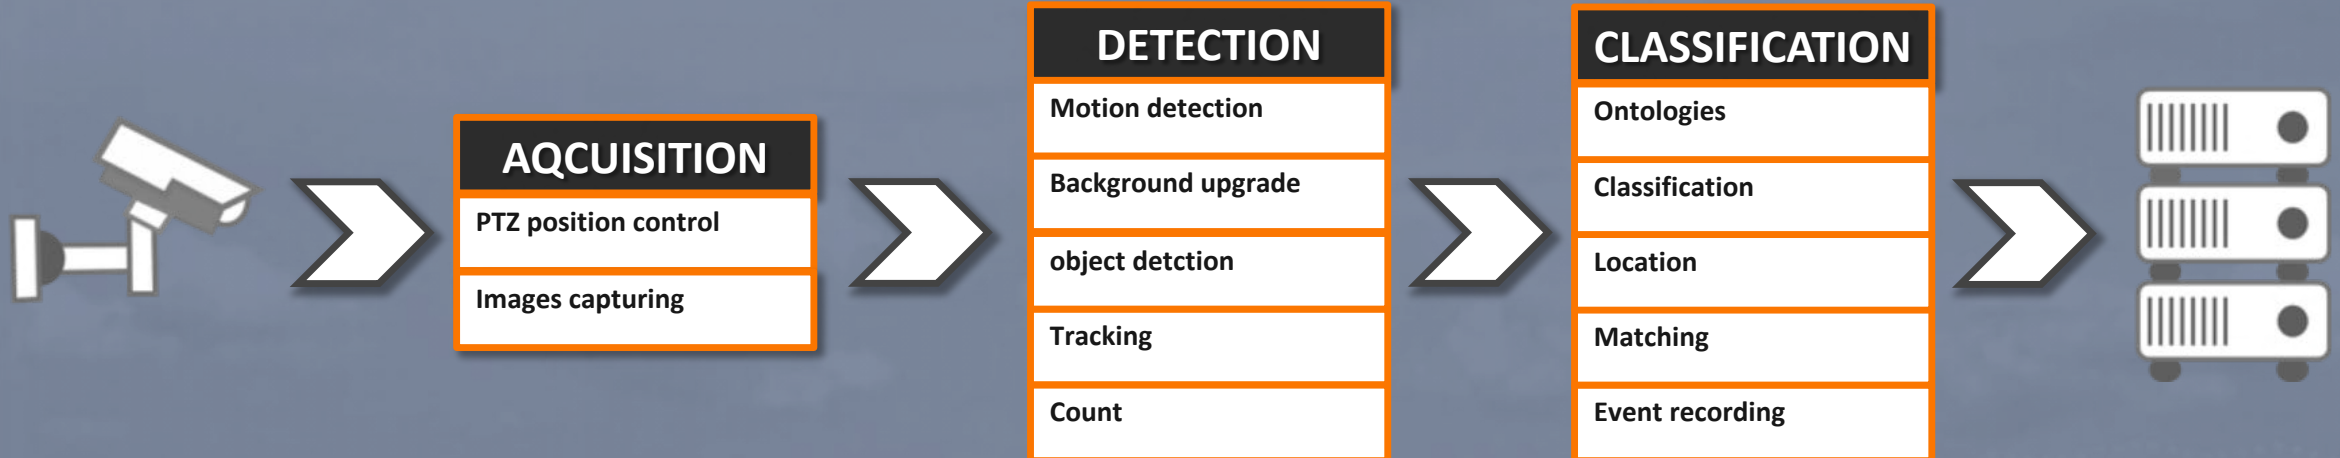 AQCUISITION
PTZ position control
Images capturing
DETECTION
Motion detection
Background upgrade
object detction
Tracking
Count
CLASSIFICATION
Ontologies
Classification
Location
Matching
Event recording